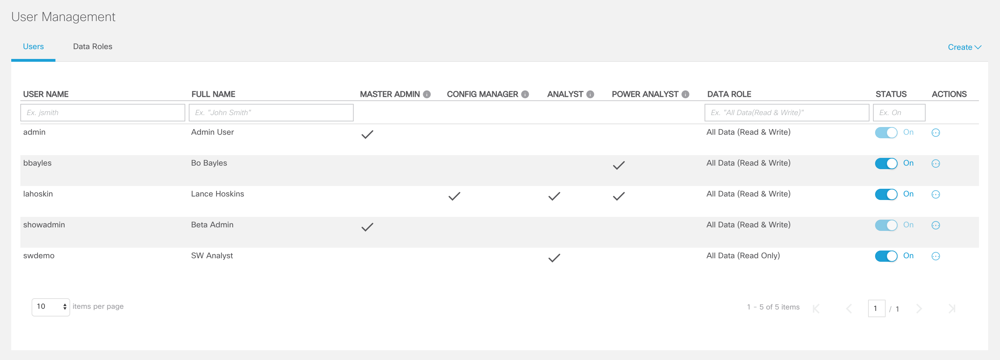 User Management
Users Data Roles Create
USER NAME FULL NAME MASTER ADMIN i CONFIG MANAGER i ANALYST i POWER ANALYST i DATA ROLE STATUS ACTIONS
Ex. jsmith Ex. "John Smith" Ex. "All Data(Read & Write)" Ex. On
admin Admin User All Data (Read & Write) On
bbayles Bo Bayles All Data (Read & Write) On
lahoskin Lance Hoskins All Data (Read & Write) On
showadmin Beta Admin All Data (Read & Write) On
swdemo SW Analyst All Data (Read Only) On
10 items per page 1 - 5 of 5 items 1 / 1